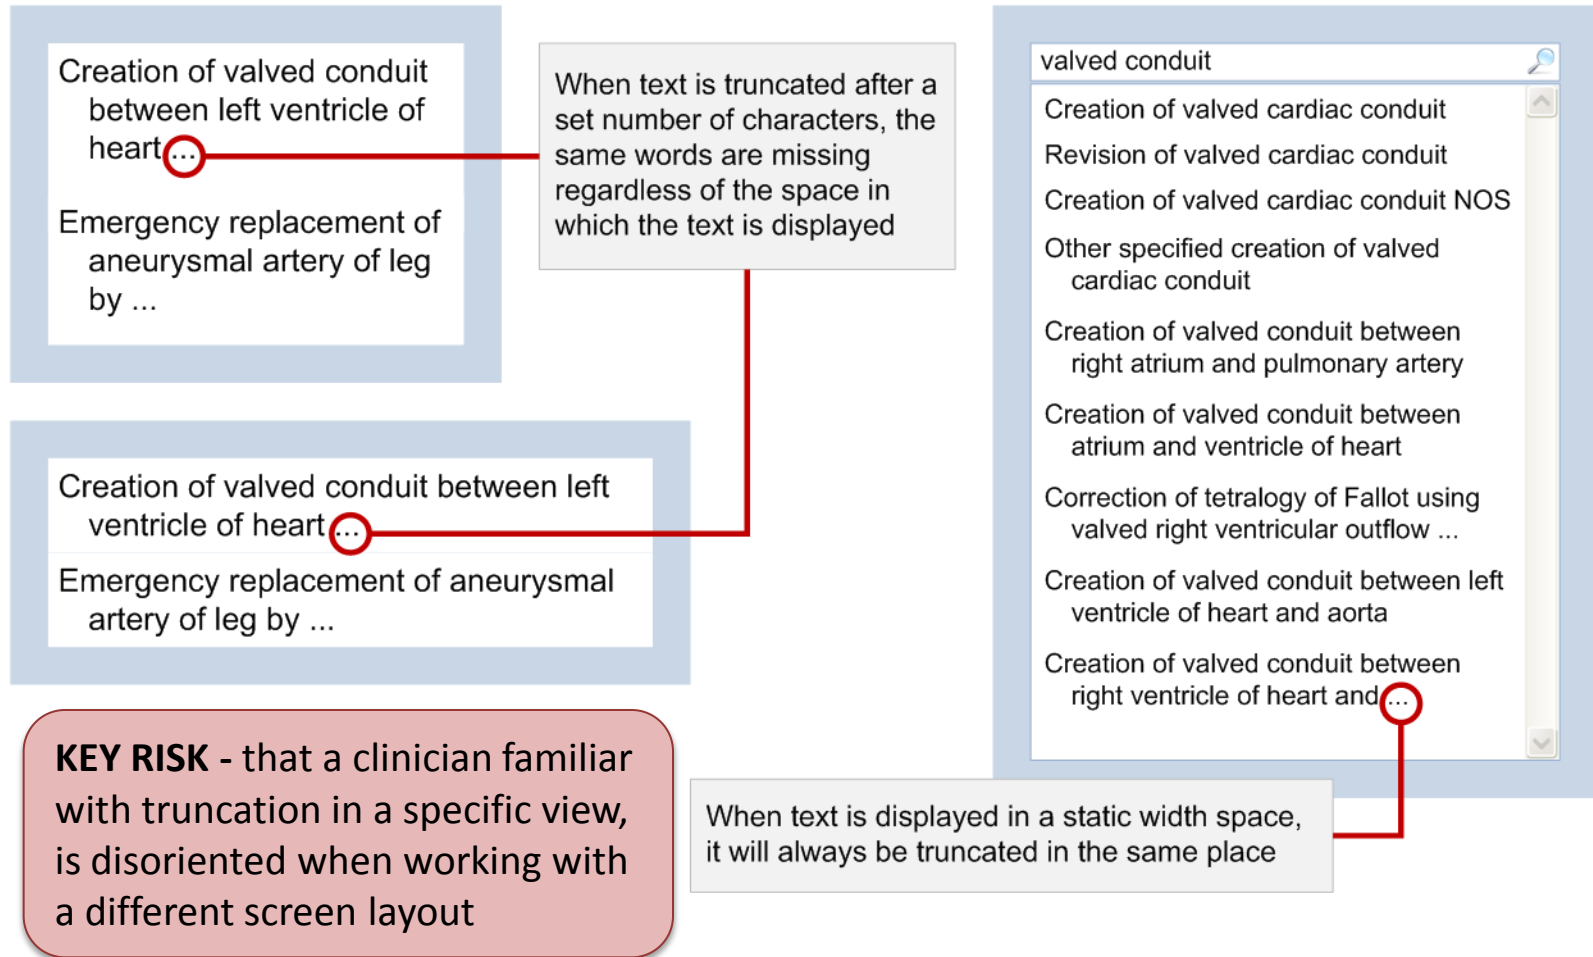 Creation of valved conduit
between left ventricle of
heart ...
Emergency replacement of
aneurysmal artery of leg
by ...
When text is truncated after a
set number of characters, the
same words are missing
regardless of the space in
which the text is displayed
Creation of valved conduit between left
ventricle of heart ...
Emergency replacement of aneurysmal
artery of leg by ...
KEY RISK - that a clinician familiar
with truncation in a specific view,
is disoriented when working with
a different screen layout
valved conduit
Creation of valved cardiac conduit
Revision of valved cardiac conduit
Creation of valved cardiac conduit NOS
Other specified creation of valved
cardiac conduit
Creation of valved conduit between
right atrium and pulmonary artery
Creation of valved conduit between
atrium and ventricle of heart
Correction of tetralogy of Fallot using
valved right ventricular outflow ...
Creation of valved conduit between left
ventricle of heart and aorta
Creation of valved conduit between
right ventricle of heart and ...
When text is displayed in a static width space,
it will always be truncated in the same place